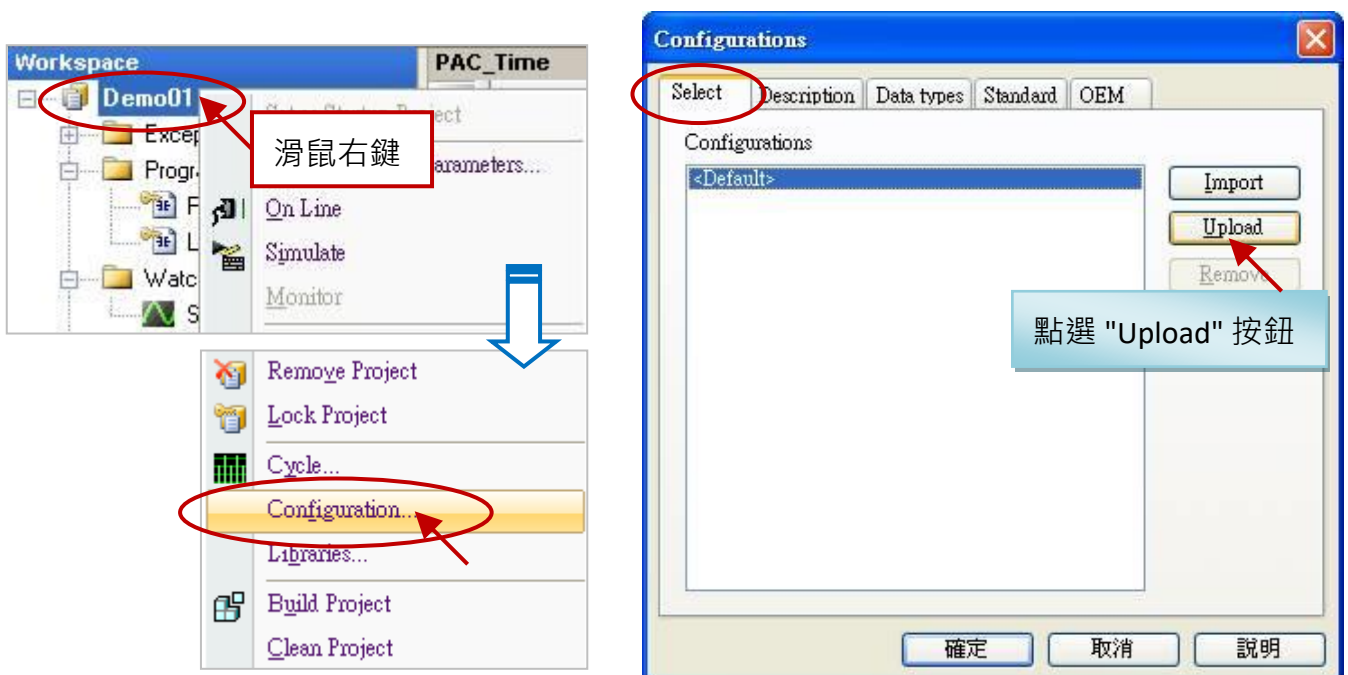 Workspace
PAC_Time
Demo01
Progr
Watc
滑鼠右鍵
arameters...
On Line
Simulate
Monitor
Remove Project
Lock Project
Cycle...
Configuration...
Libraries...
Build Project
Clean Project
Configurations
Select Description Data types Standard OEM
Configurations
<Default>
Import
Upload
Remove
點選 "Upload" 按鈕
確定 取消 說明